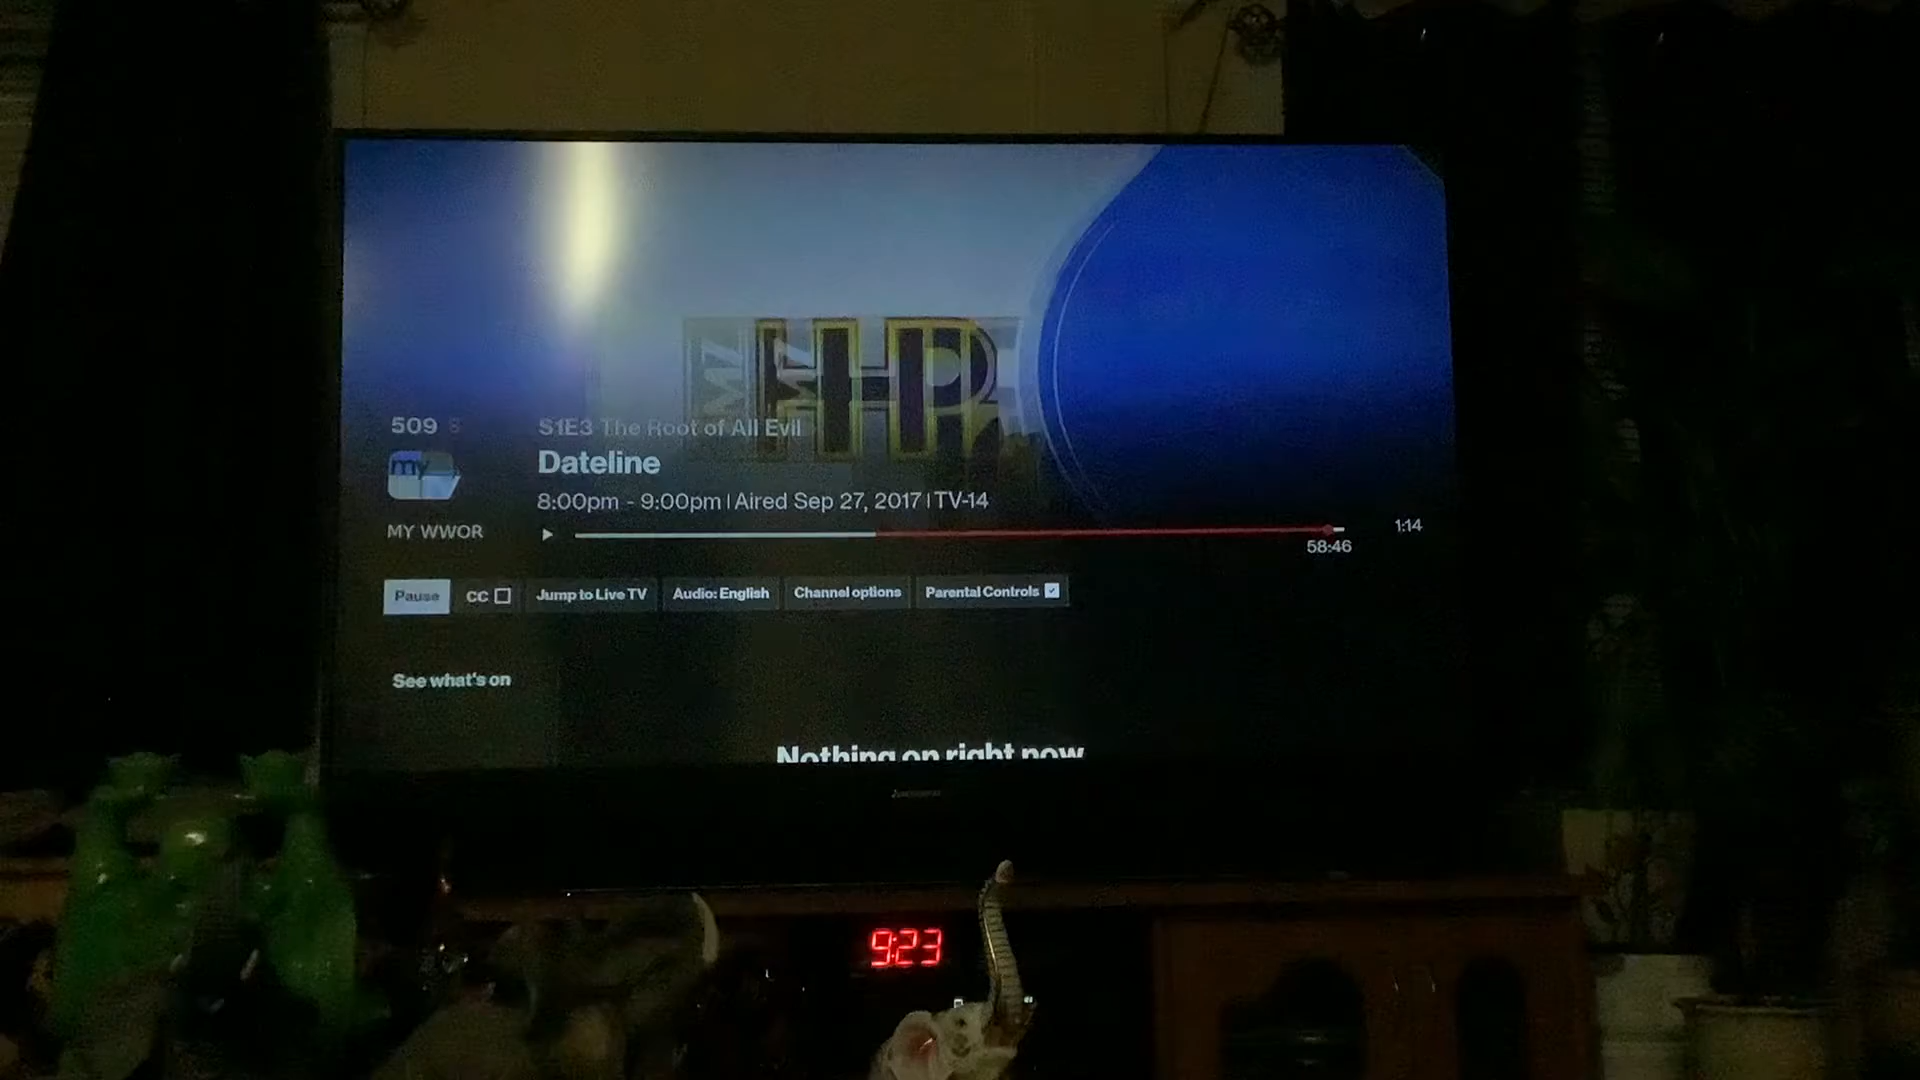 509
S1E3 The Root of All Evil
my
Dateline
8:00pm - 9:00pm | Aired Sep 27, 2017 | TV-14
MY WWOR
1:14
58:46
Pause
CC
Jump to Live TV
Audio: English
Channel options
Parental Controls
See what's on
Nothing on right now
9:23